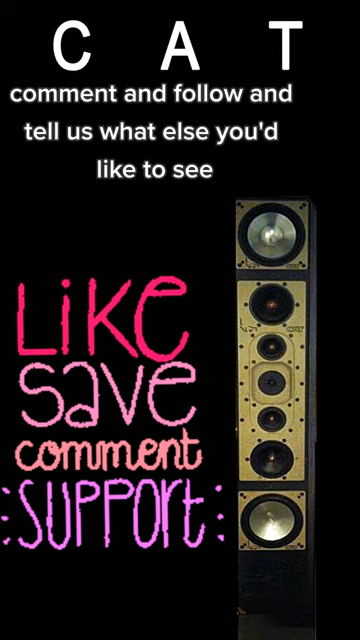 C A T
comment and follow and
tell us what else you'd
like to see
LiKe
save
comment
SUPPORt